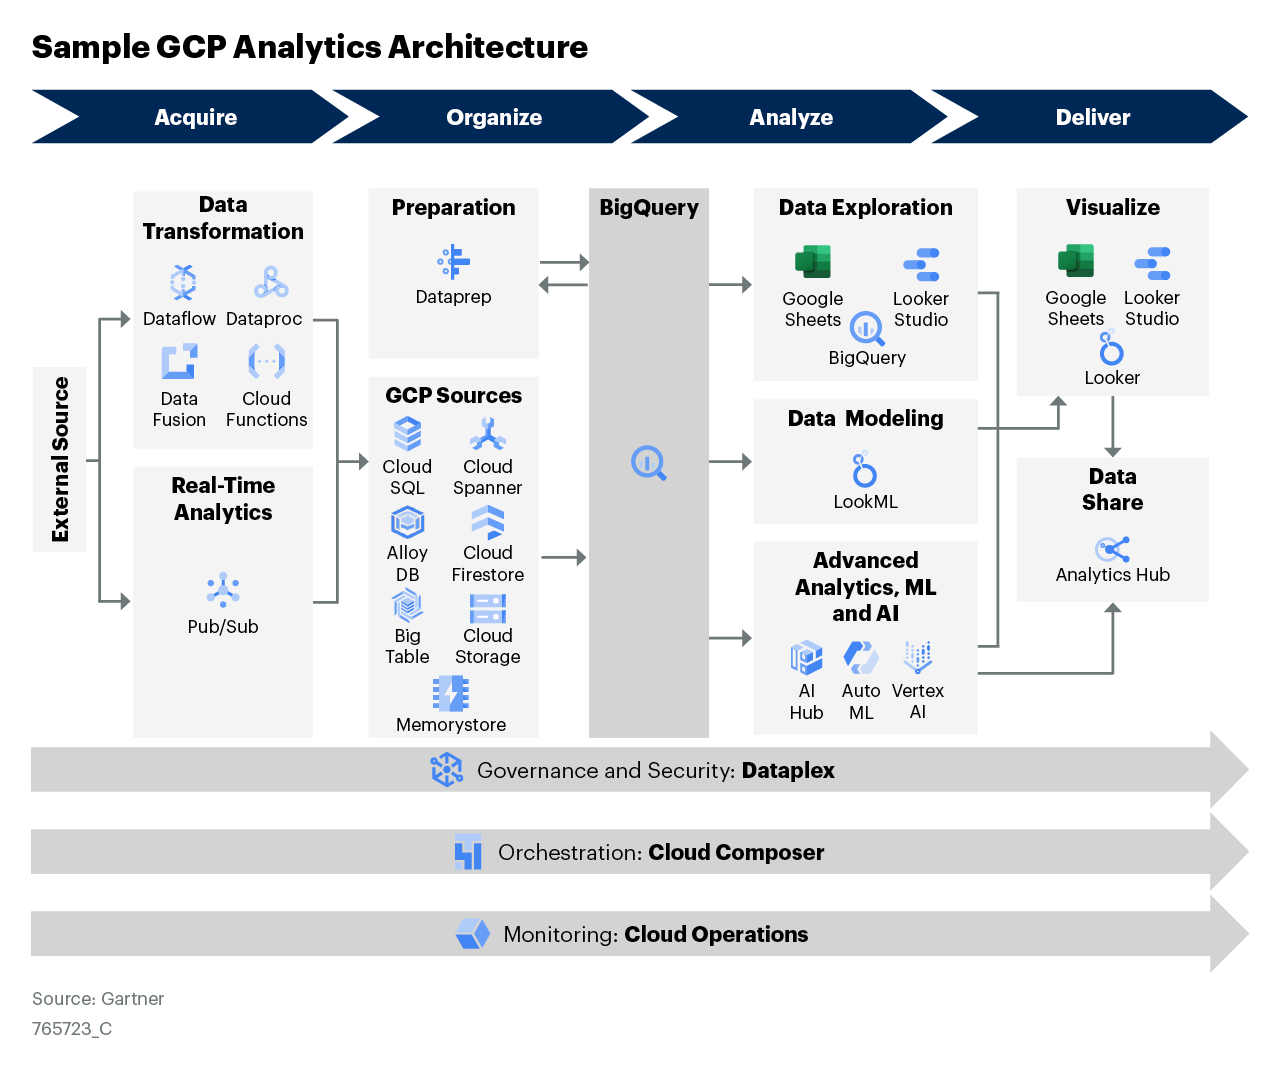 Sample GCP Analytics Architecture
Acquire
Organize
Analyze
Deliver
External Source
Data
Transformation
Dataflow
Dataproc
Data
Fusion
Cloud
Functions
Real-Time
Analytics
Pub/Sub
Preparation
Dataprep
GCP Sources
Cloud
SQL
Cloud
Spanner
Alloy
DB
Cloud
Firestore
Big
Table
Cloud
Storage
Memorystore
BigQuery
Data Exploration
Google
Sheets
Looker
Studio
BigQuery
Data Modeling
LookML
Advanced
Analytics, ML
and AI
AI
Hub
Auto
ML
Vertex
AI
Visualize
Google
Sheets
Looker
Studio
Looker
Data
Share
Analytics Hub
Governance and Security: Dataplex
Orchestration: Cloud Composer
Monitoring: Cloud Operations
Source: Gartner
765723_C